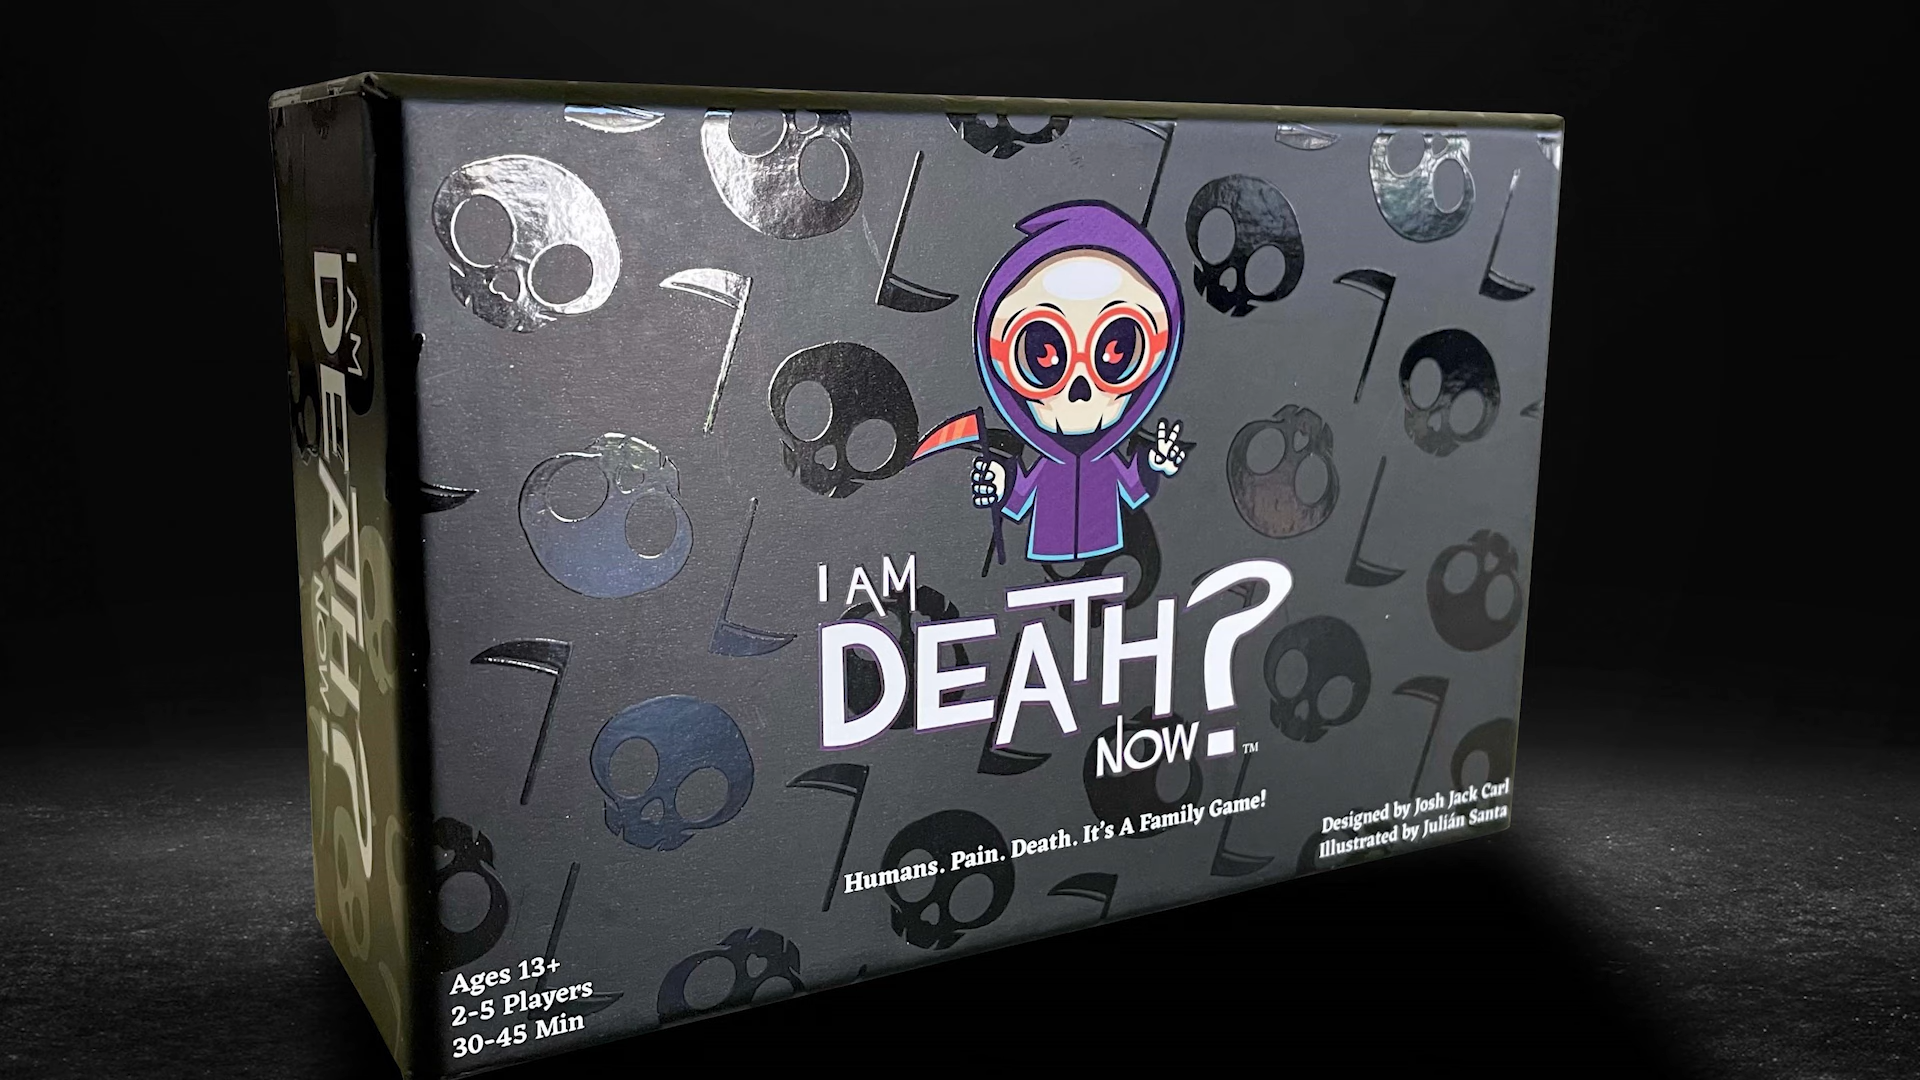 I AM
DEATH?
NOW
I AM
DEATH?
NOW
TM
Humans. Pain. Death. It's A Family Game!
Designed by Josh Jack Carl
Illustrated by Julián Santa
Ages 13+
2-5 Players
30-45 Min